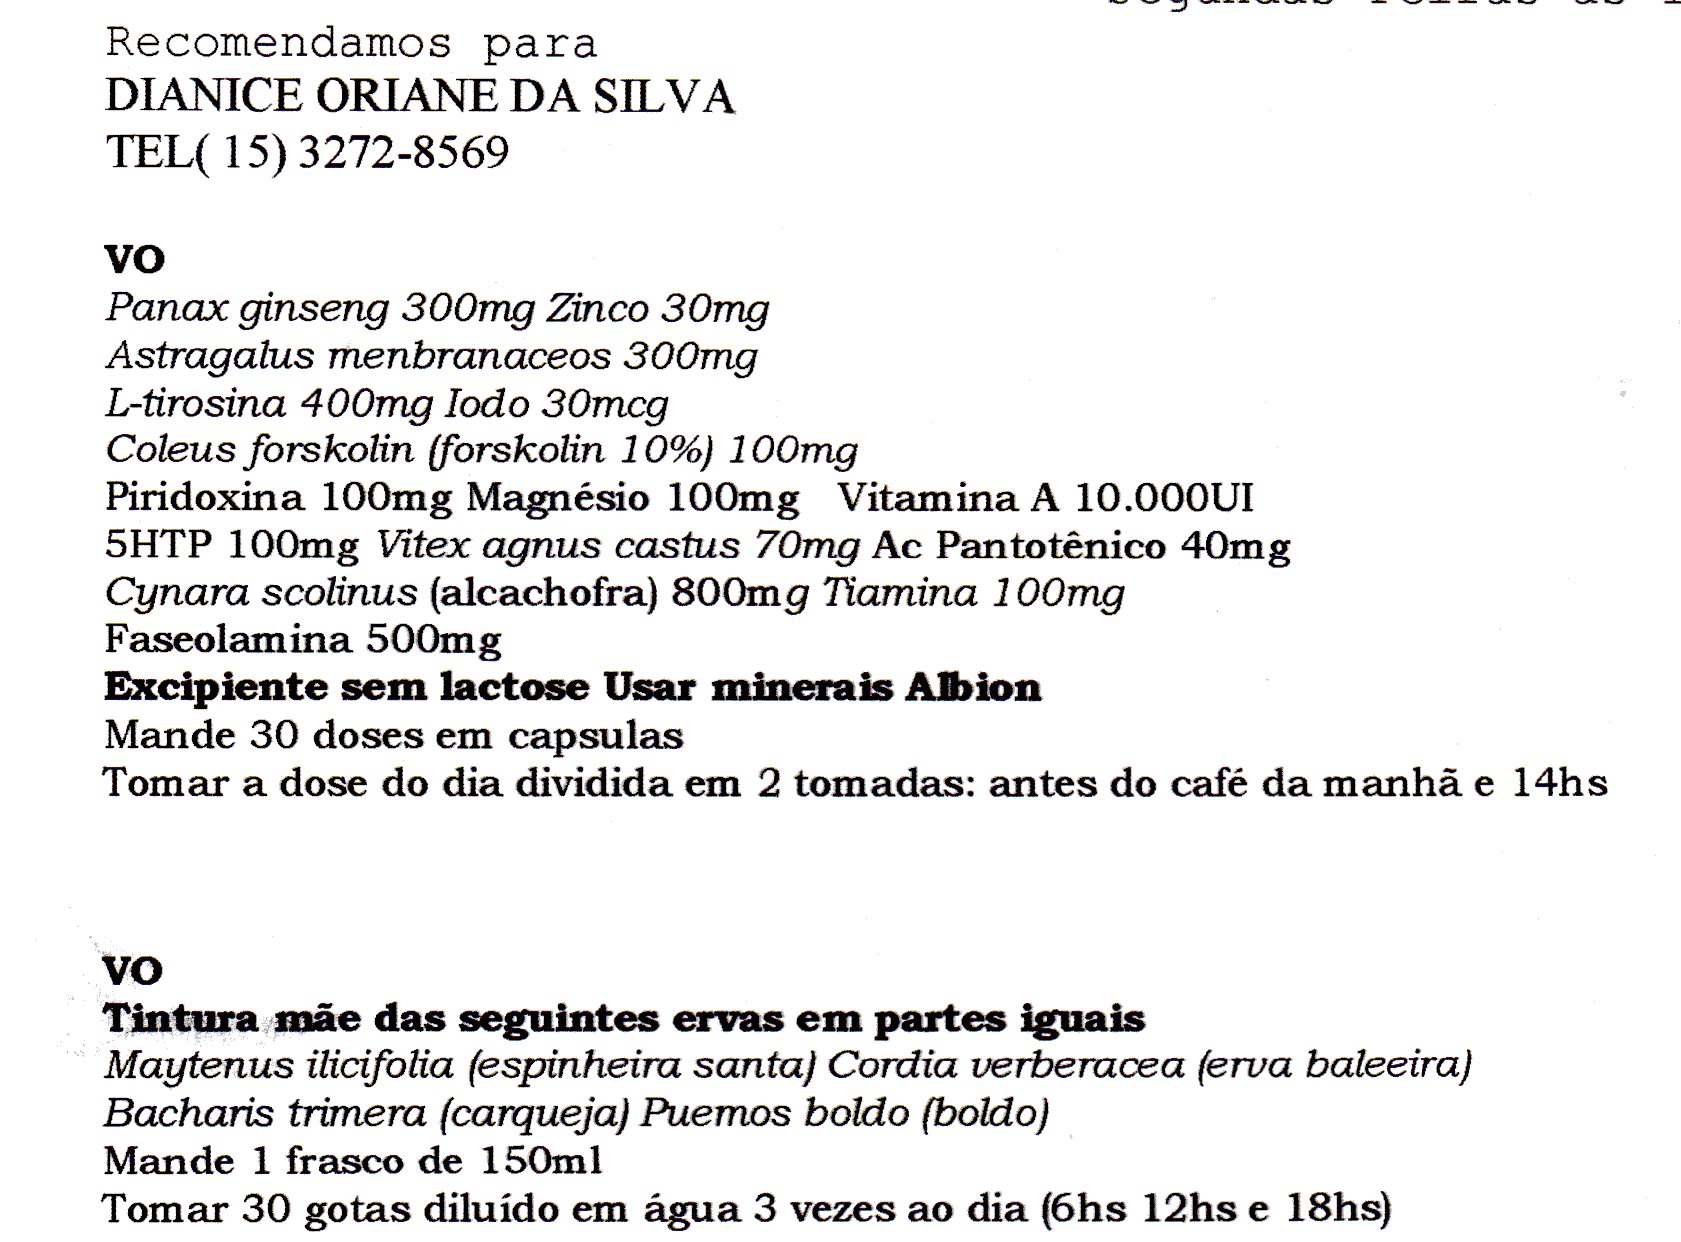 Recomendamos para
DIANICE ORIANE DA SILVA
TEL( 15) 3272-8569
VO
Panax ginseng 300mg Zinco 30mg
Astragalus menbranaceos 300mg
L-tirosina 400mg Iodo 30mcg
Coleus forskolin (forskolin 10%) 100mg
Piridoxina 100mg Magnésio 100mg Vitamina A 10.000UI
5HTP 100mg Vitex agnus castus 70mg Ac Pantotênico 40mg
Cynara scolinus (alcachofra) 800mg Tiamina 100mg
Faseolamina 500mg
Excipiente sem lactose Usar minerais Albion
Mande 30 doses em capsulas
Tomar a dose do dia dividida em 2 tomadas: antes do café da manhã e 14hs
VO
Tintura mãe das seguintes ervas em partes iguais
Maytenus ilicifolia (espinheira santa) Cordia verberacea (erva baleeira)
Bacharis trimera (carqueja) Puemos boldo (boldo)
Mande 1 frasco de 150ml
Tomar 30 gotas diluído em água 3 vezes ao dia (6hs 12hs e 18hs)